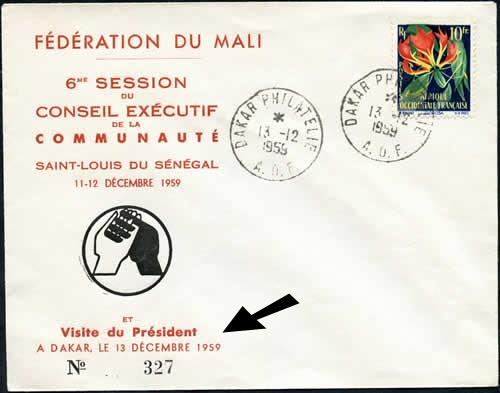 FÉDÉRATION DU MALI
6ME SESSION
DU
CONSEIL EXÉCUTIF
DE LA
COMMUNAUTÉ
SAINT-LOUIS DU SÉNÉGAL
11-12 DÉCEMBRE 1959
ET
Visite du Président
A DAKAR, LE 13 DÉCEMBRE 1959
No 327
DAKAR PHILATELIE
*
13 -12
1959
A.O.F.
DAKAR PHILATELIE
*
13 -12
1959
A.O.F.
RF 10F
AFRIQUE
OCCIDENTALE FRANÇAISE